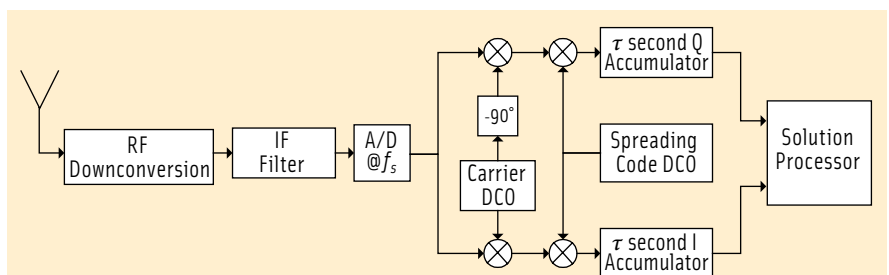 RF
Downconversion
IF
Filter
A/D
@fₛ
-90°
Carrier
DCO
τ second Q
Accumulator
Spreading
Code DCO
τ second I
Accumulator
Solution
Processor